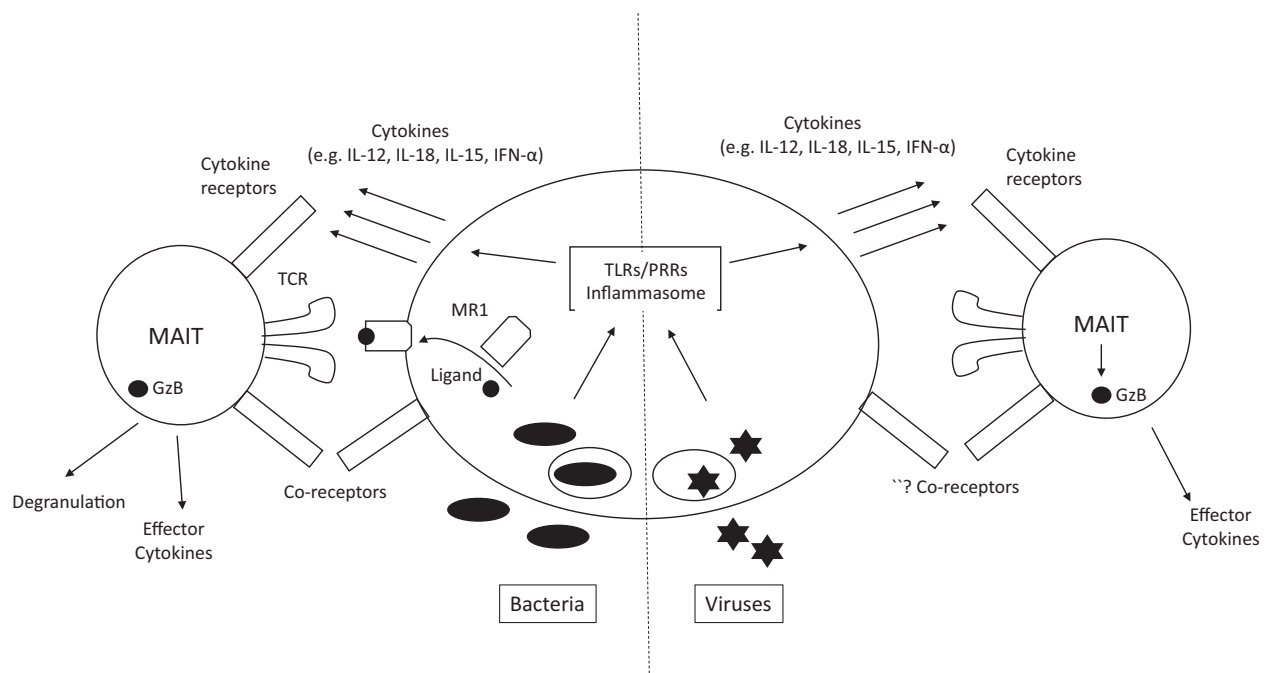 Cytokines
(e.g. IL-12, IL-18, IL-15, IFN-α)
Cytokines
(e.g. IL-12, IL-18, IL-15, IFN-α)
Cytokine
receptors
Cytokine
receptors
TCR
TLRs/PRRs
Inflammasome
MR1
MAIT
MAIT
Ligand
GzB
GzB
Degranulation
Effector
Cytokines
Co-receptors
``? Co-receptors
Effector
Cytokines
Bacteria
Viruses